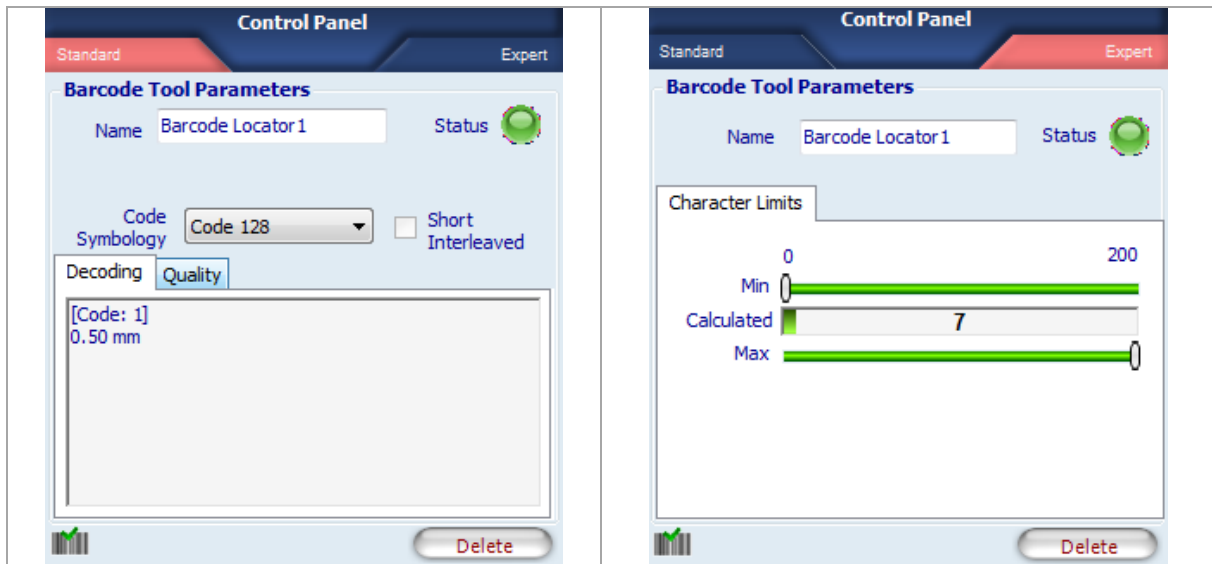 Control Panel
Standard
Expert
Barcode Tool Parameters
Name
Barcode Locator1
Status
Code
Symbology
Code 128
Short
Interleaved
Decoding
Quality
[Code: 1]
0.50 mm
Delete
Control Panel
Standard
Expert
Barcode Tool Parameters
Name
Barcode Locator1
Status
Character Limits
0
200
Min
Calculated
7
Max
Delete